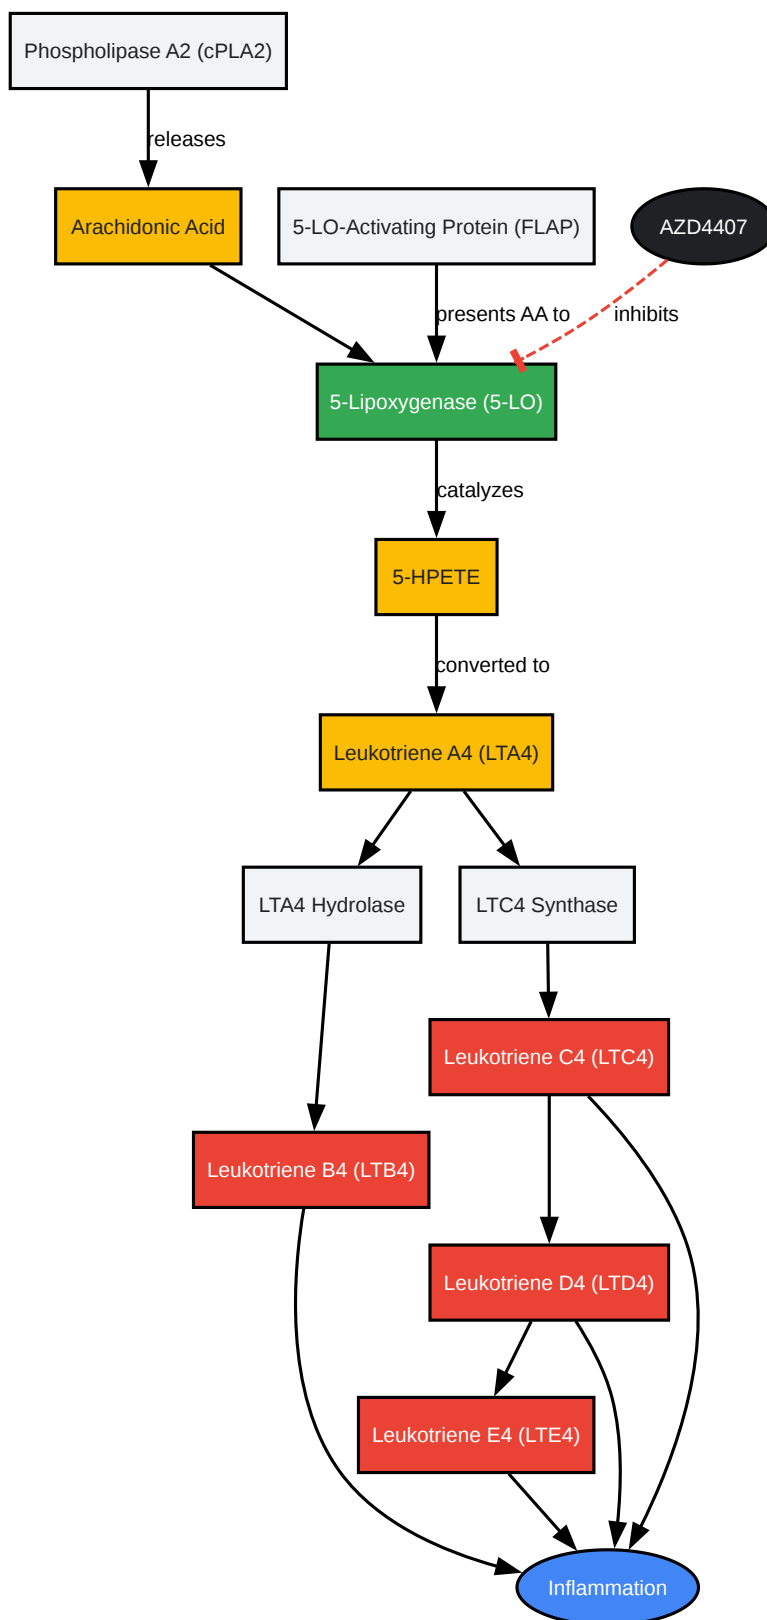 Phospholipase A2 (cPLA2)
releases
Arachidonic Acid
5-LO-Activating Protein (FLAP)
AZD4407
presents AA to
inhibits
5-Lipoxygenase (5-LO)
catalyzes
5-HPETE
converted to
Leukotriene A4 (LTA4)
LTA4 Hydrolase
LTC4 Synthase
Leukotriene C4 (LTC4)
Leukotriene B4 (LTB4)
Leukotriene D4 (LTD4)
Leukotriene E4 (LTE4)
Inflammation